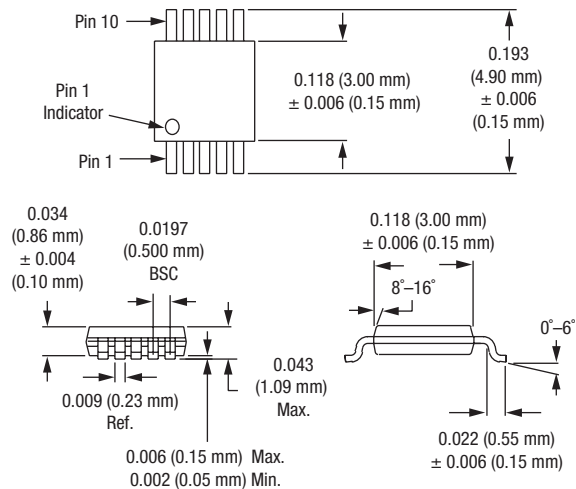 Pin 10
Pin 1
Indicator
Pin 1
0.118 (3.00 mm)
± 0.006 (0.15 mm)
0.193
(4.90 mm)
± 0.006
(0.15 mm)
0.034
(0.86 mm)
± 0.004
(0.10 mm)
0.0197
(0.500 mm)
BSC
0.043
(1.09 mm)
Max.
0.009 (0.23 mm)
Ref.
0.006 (0.15 mm) Max.
0.002 (0.05 mm) Min.
0.118 (3.00 mm)
± 0.006 (0.15 mm)
8˚–16˚
0˚–6˚
0.022 (0.55 mm)
± 0.006 (0.15 mm)